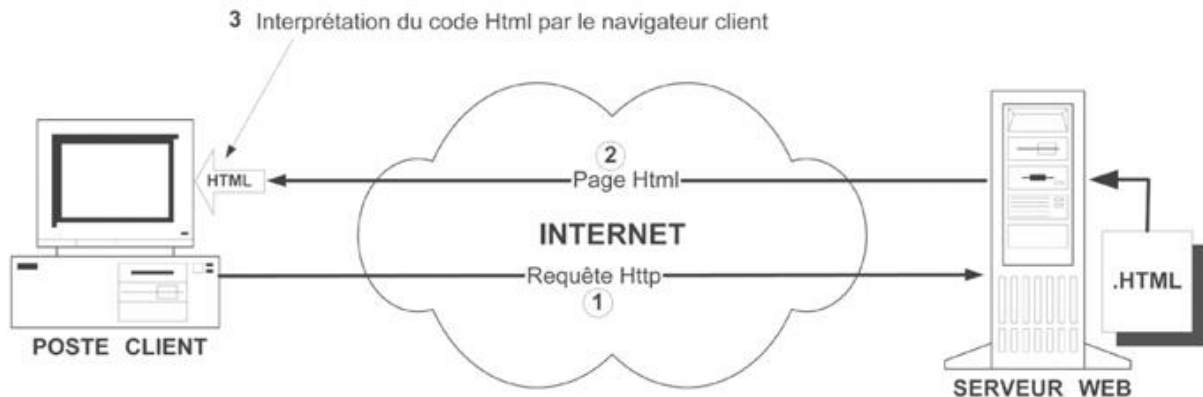 3 Interprétation du code Html par le navigateur client
2
HTML
Page Html
INTERNET
Requête Http
1
.HTML
POSTE CLIENT
SERVEUR WEB